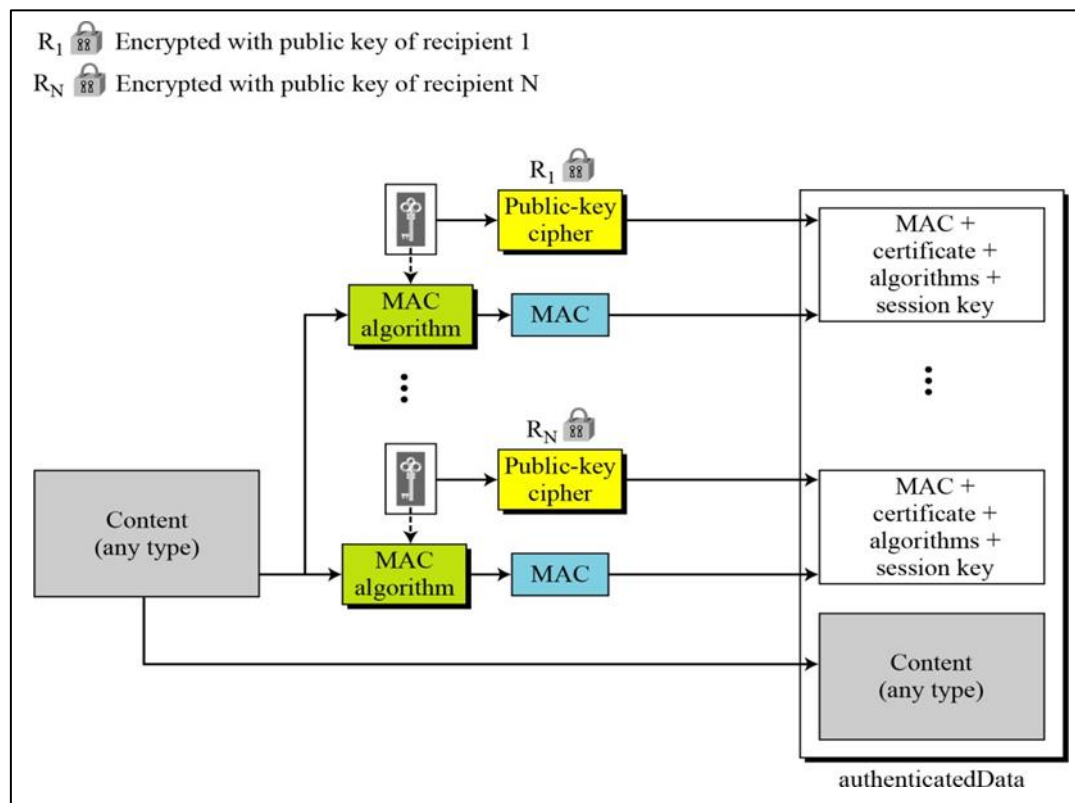 R1 Encrypted with public key of recipient 1
RN Encrypted with public key of recipient N
R1
Public-key
cipher
MAC +
certificate +
algorithms +
session key
MAC
algorithm
MAC
RN
Public-key
cipher
MAC +
certificate +
algorithms +
session key
Content
(any type)
MAC
algorithm
MAC
Content
(any type)
authenticatedData